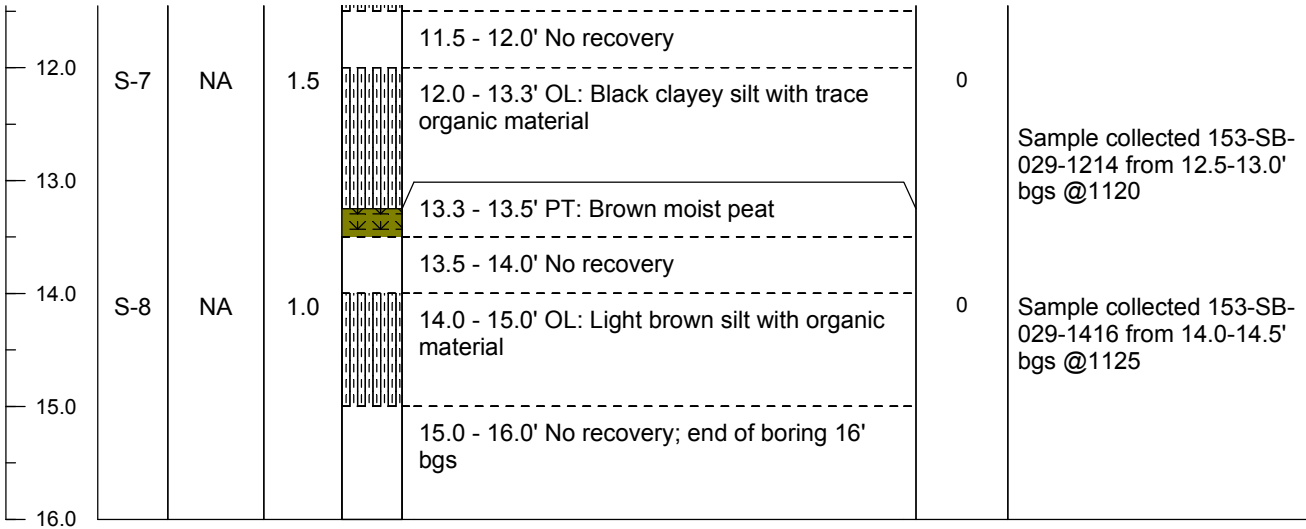 11.5 - 12.0' No recovery
12.0
S-7
NA
1.5
12.0 - 13.3' OL: Black clayey silt with trace
organic material
0
Sample collected 153-SB-
029-1214 from 12.5-13.0'
bgs @1120
13.0
13.3 - 13.5' PT: Brown moist peat
13.5 - 14.0' No recovery
14.0
S-8
NA
1.0
14.0 - 15.0' OL: Light brown silt with organic
material
0
Sample collected 153-SB-
029-1416 from 14.0-14.5'
bgs @1125
15.0
15.0 - 16.0' No recovery; end of boring 16'
bgs
16.0